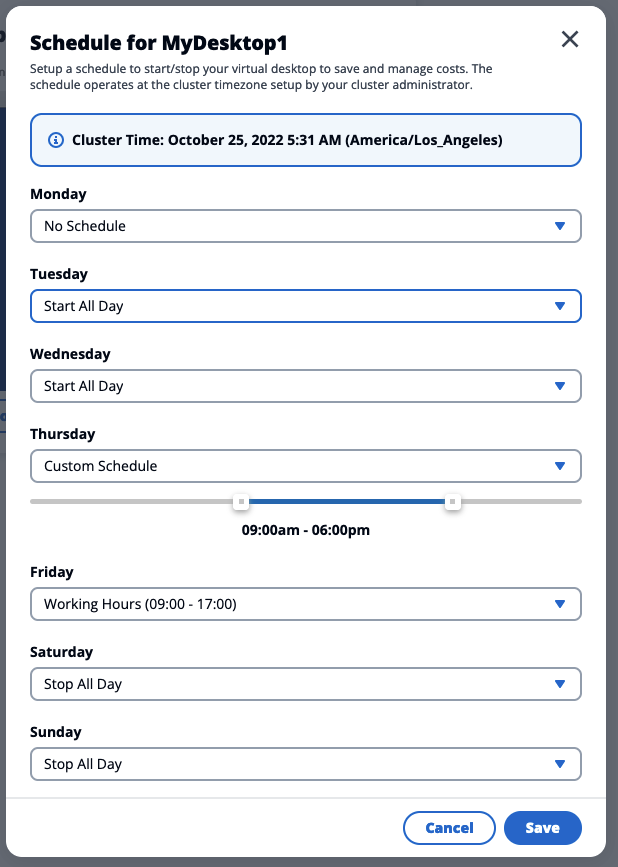 Schedule for MyDesktop1
Setup a schedule to start/stop your virtual desktop to save and manage costs. The
schedule operates at the cluster timezone setup by your cluster administrator.
Cluster Time: October 25, 2022 5:31 AM (America/Los_Angeles)
Monday
No Schedule
Tuesday
Start All Day
Wednesday
Start All Day
Thursday
Custom Schedule
09:00am - 06:00pm
Friday
Working Hours (09:00 - 17:00)
Saturday
Stop All Day
Sunday
Stop All Day
Cancel
Save